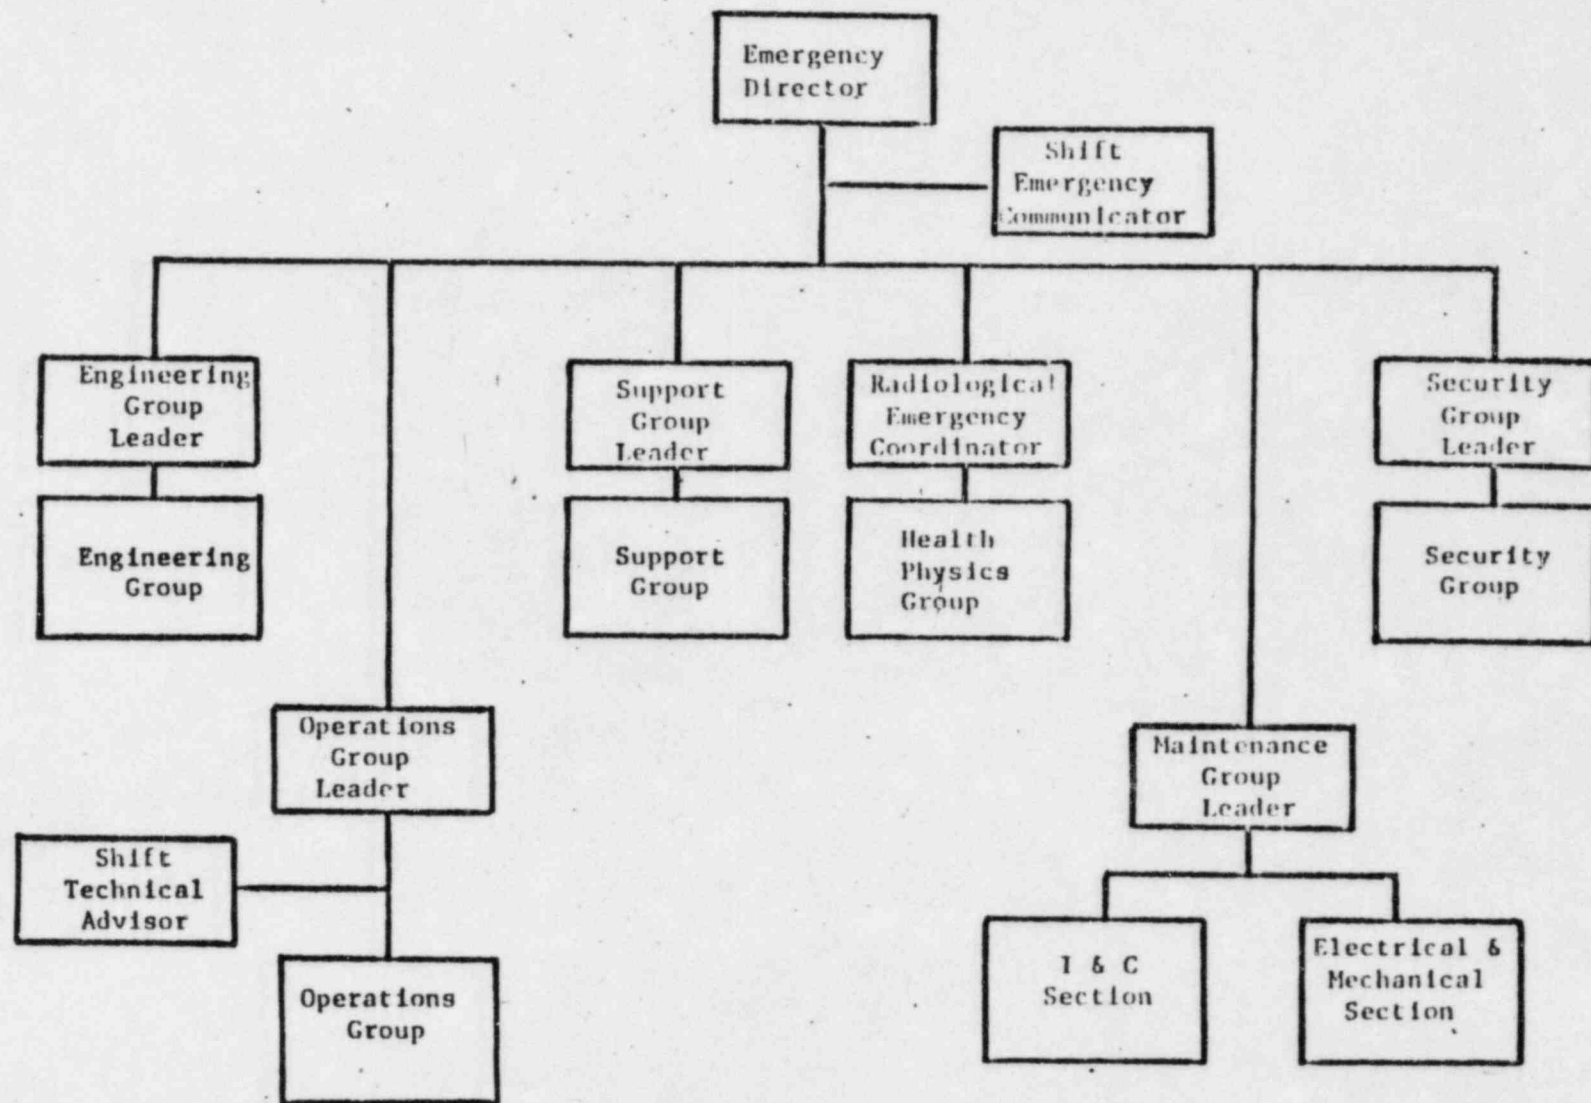 Emergency
Director
Shift
Emergency
Communicator
Engineering
Group
Leader
Support
Group
Leader
Radiological
Emergency
Coordinator
Security
Group
Leader
Engineering
Group
Support
Group
Health
Physics
Group
Security
Group
Operations
Group
Leader
Maintenance
Group
Leader
Shift
Technical
Advisor
Operations
Group
I & C
Section
Electrical &
Mechanical
Section